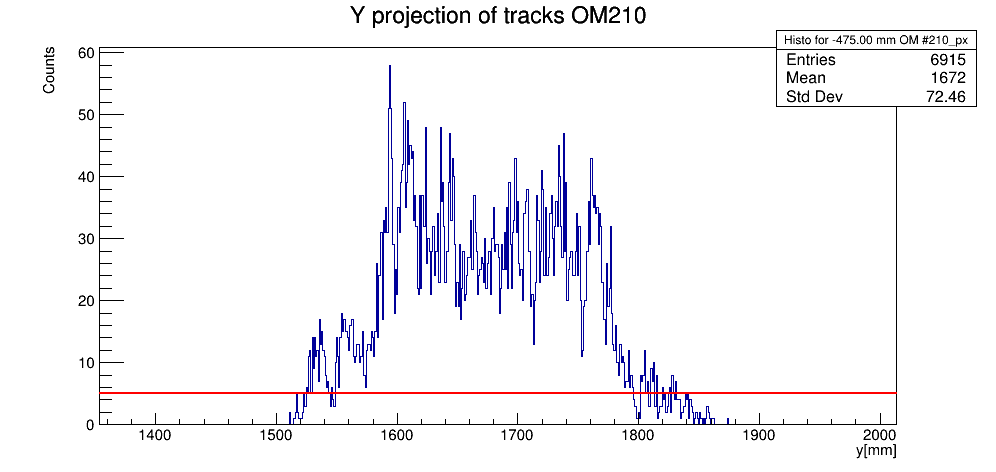 Y projection of tracks OM210
Histo for -475.00 mm OM #210_px
Entries 6915
Mean 1672
Std Dev 72.46
Counts
60
50
40
30
20
10
0
1400 1500 1600 1700 1800 1900 2000
y[mm]